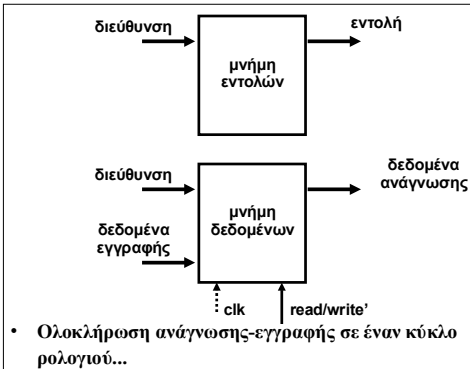 διεύθυνση
εντολή
μνήμη
εντολών
διεύθυνση
δεδομένα
ανάγνωσης
μνήμη
δεδομένων
δεδομένα
εγγραφής
clk
read/write’
• Ολοκλήρωση ανάγνωσης-εγγραφής σε έναν κύκλο
ρολογιού...